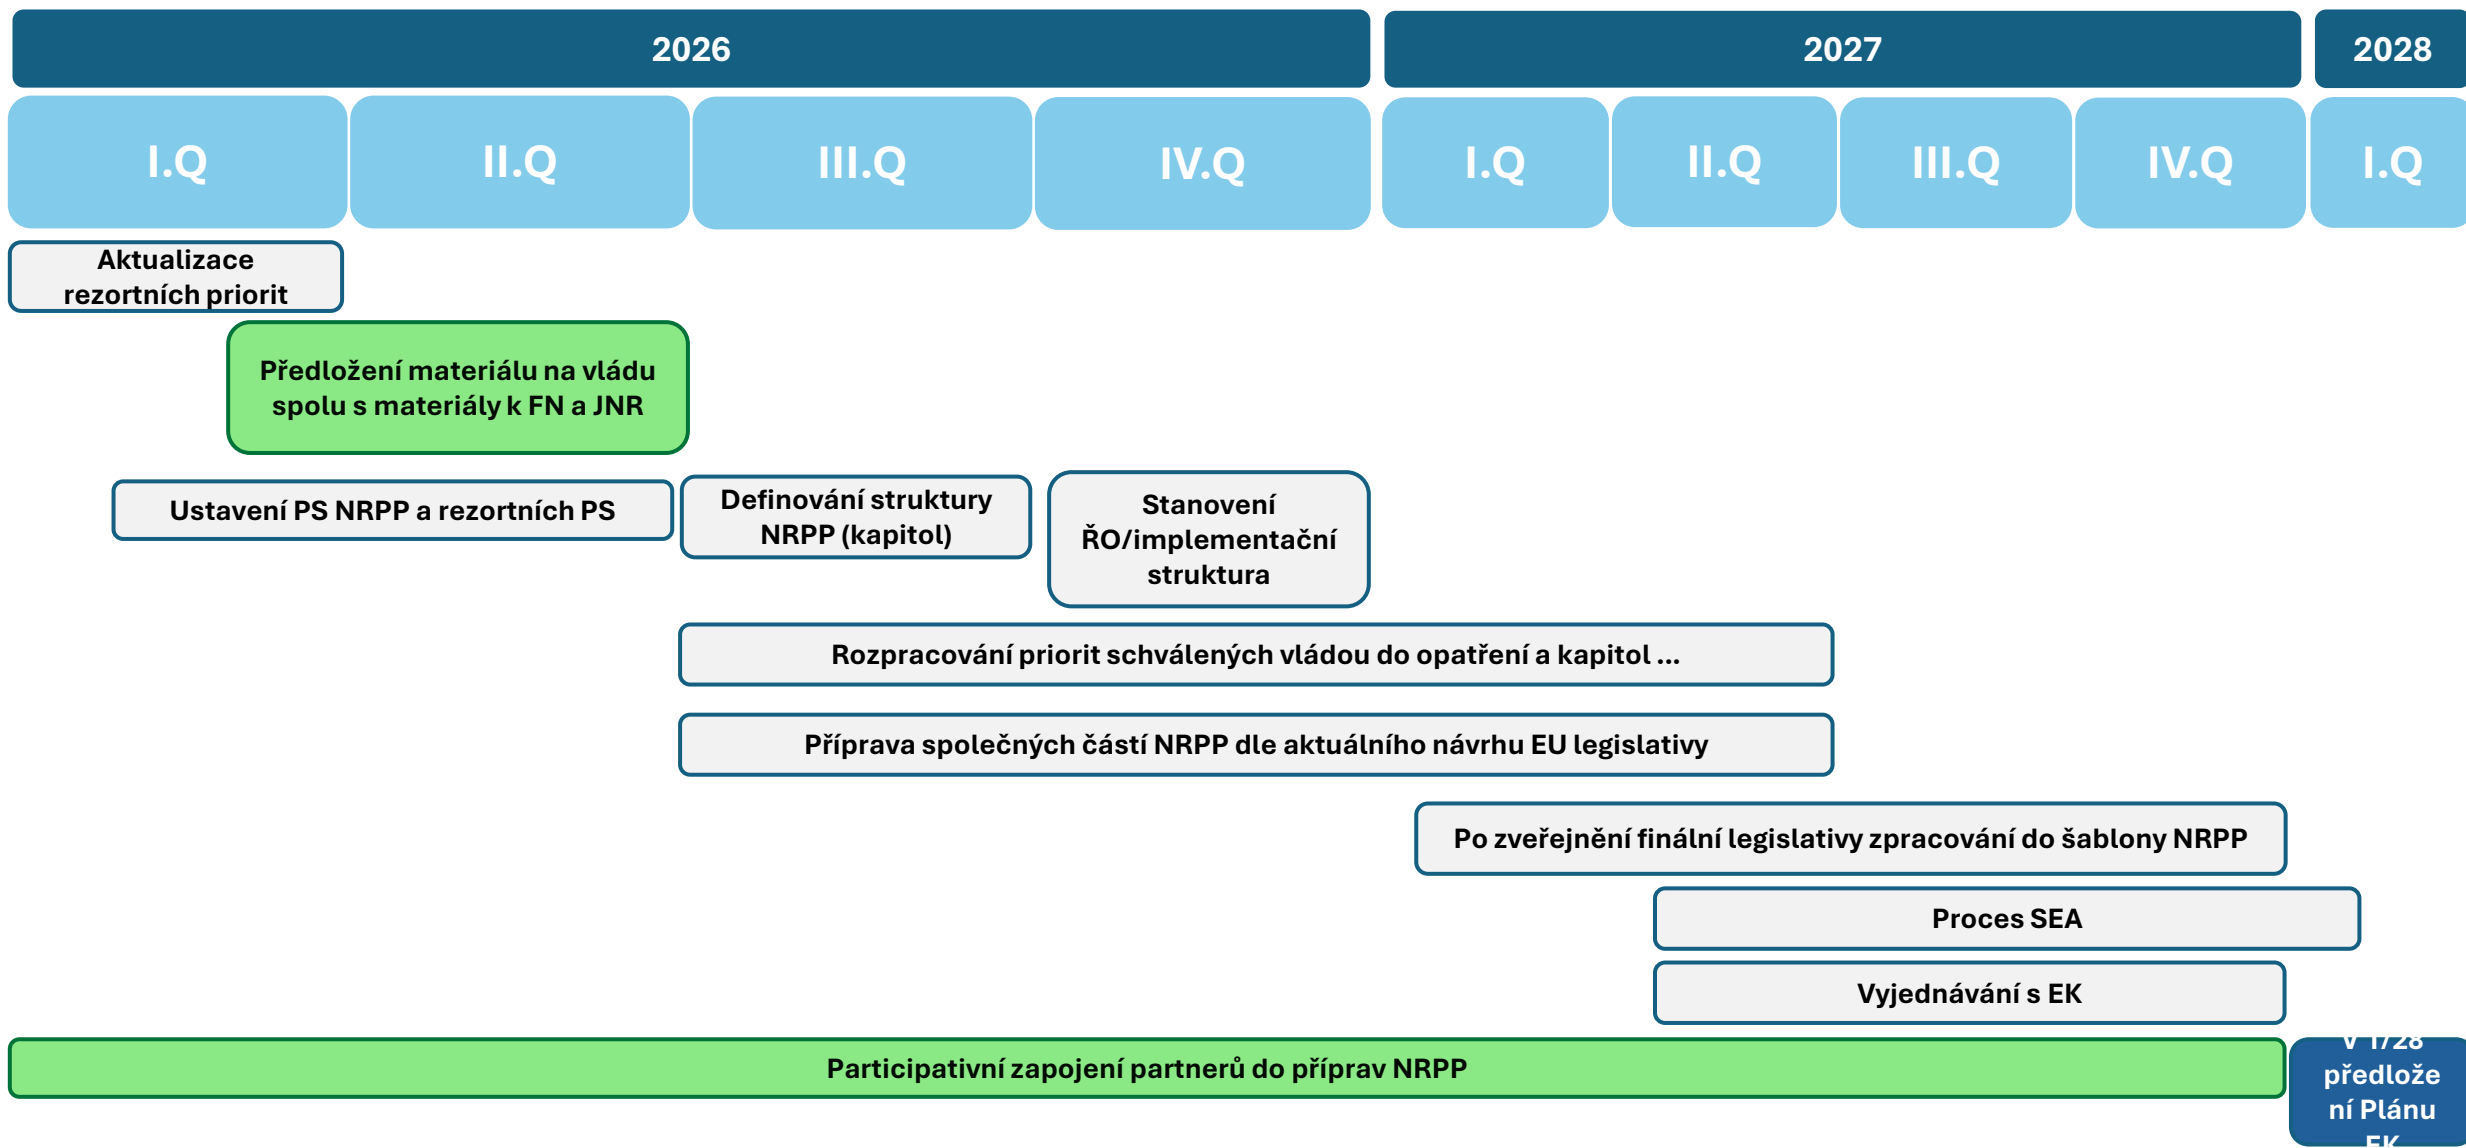 2026
2027
2028
I.Q
II.Q
III.Q
IV.Q
I.Q
II.Q
III.Q
IV.Q
I.Q
Aktualizace
rezortních priorit
Předložení materiálu na vládu
spolu s materiály k FN a JNR
Ustavení PS NRPP a rezortních PS
Definování struktury
NRPP (kapitol)
Stanovení
ŘO/implementační
struktura
Rozpracování priorit schválených vládou do opatření a kapitol ...
Příprava společných částí NRPP dle aktuálního návrhu EU legislativy
Po zveřejnění finální legislativy zpracování do šablony NRPP
Proces SEA
Vyjednávání s EK
Participativní zapojení partnerů do příprav NRPP
V 1/28
předlože
ní Plánu
EK